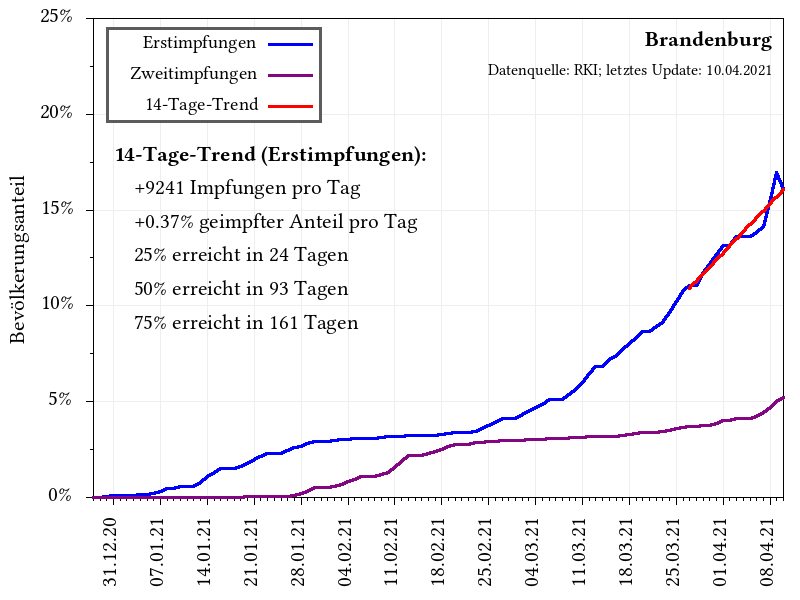 25%
20%
15%
10%
5%
0%
Bevölkerungsanteil
Erstimpfungen
Zweitimpfungen
14-Tage-Trend
Brandenburg
Datenquelle: RKI; letztes Update: 10.04.2021
14-Tage-Trend (Erstimpfungen):
+9241 Impfungen pro Tag
+0.37% geimpfter Anteil pro Tag
25% erreicht in 24 Tagen
50% erreicht in 93 Tagen
75% erreicht in 161 Tagen
31.12.20
07.01.21
14.01.21
21.01.21
28.01.21
04.02.21
11.02.21
18.02.21
25.02.21
04.03.21
11.03.21
18.03.21
25.03.21
01.04.21
08.04.21